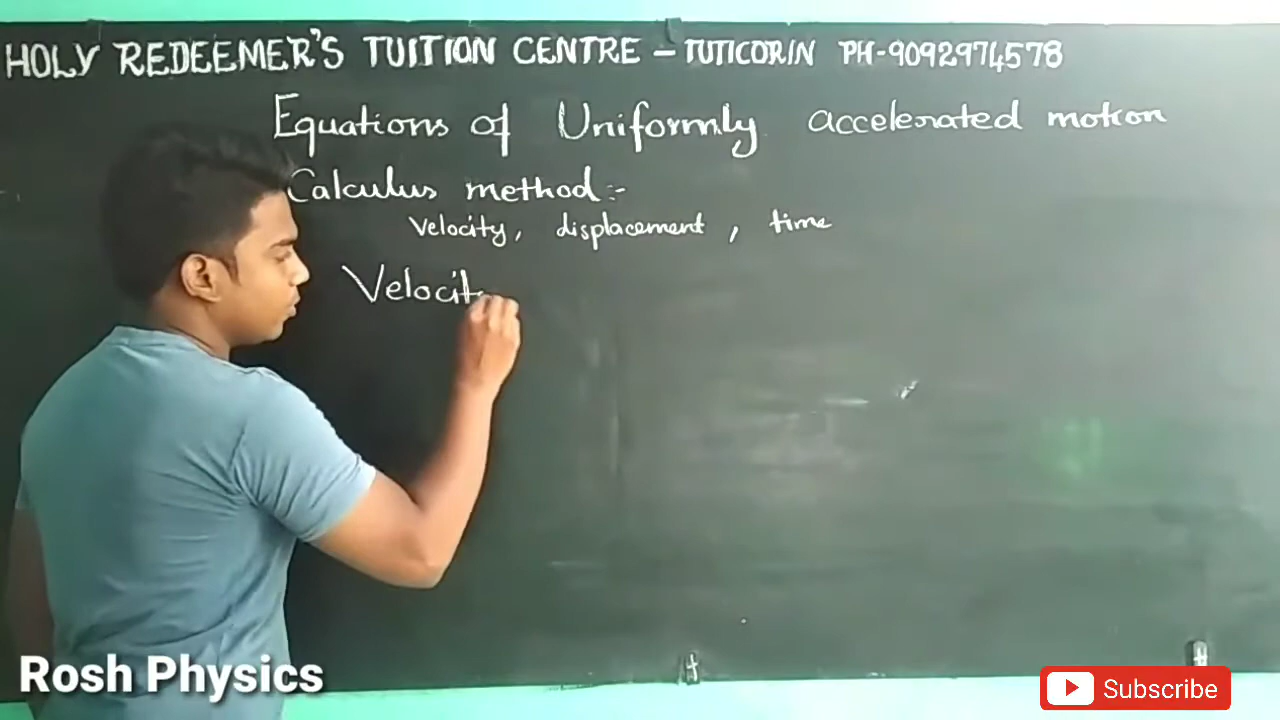 HOLY REDEEMER'S TUITION CENTRE – TUTICORIN PH-9092974578
Equations of Uniformly accelerated motion
Calculus method:-
Velocity, displacement, time
Velocit
Rosh Physics
Subscribe